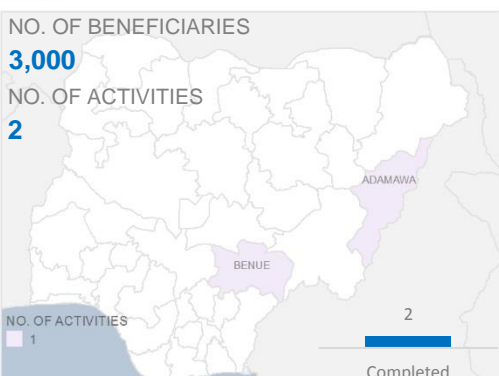 NO. OF BENEFICIARIES
3,000
NO. OF ACTIVITIES
2
ADAMAWA
BENUE
NO. OF ACTIVITIES
1
2
Completed